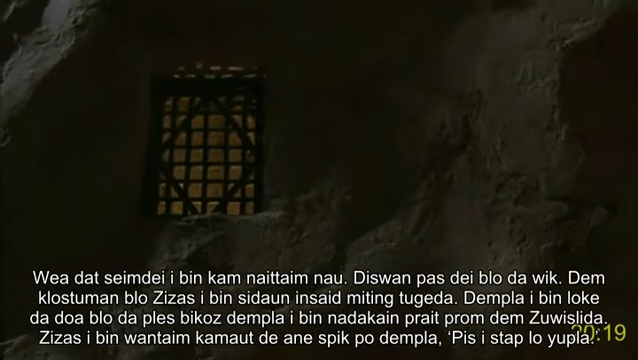 Wea dat seimdei i bin kam naittaim nau. Diswan pas dei blo da wik. Dem
klostuman blo Zizas i bin sidaun insaid miting tugeda. Dempla i bin loke
da doa blo da ples bikoz dempla i bin nadakain prait prom dem Zuwislida.
Zizas i bin wantaim kamaut de ane spik po dempla, ‘Pis i stap lo yupla.’
20:19